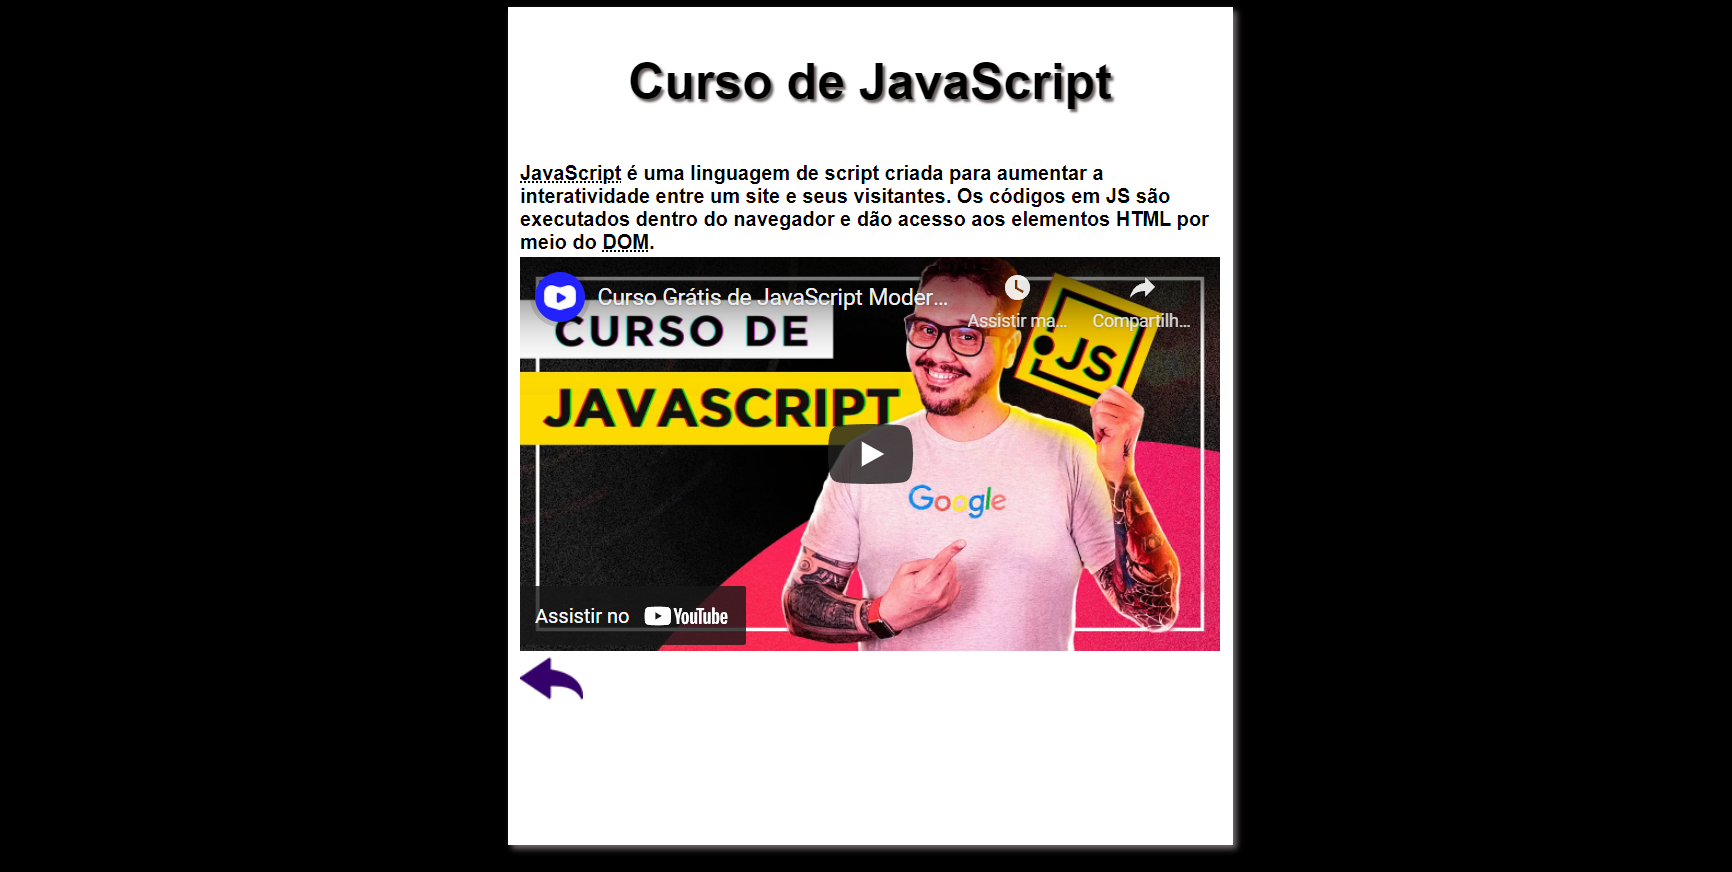 Curso de JavaScript
JavaScript é uma linguagem de script criada para aumentar a
interatividade entre um site e seus visitantes. Os códigos em JS são
executados dentro do navegador e dão acesso aos elementos HTML por
meio do DOM.
Curso Grátis de JavaScript Moder...
Assistir ma...
Compartilh...
CURSO DE
JS
JAVASCRIPT
Google
Assistir no YouTube